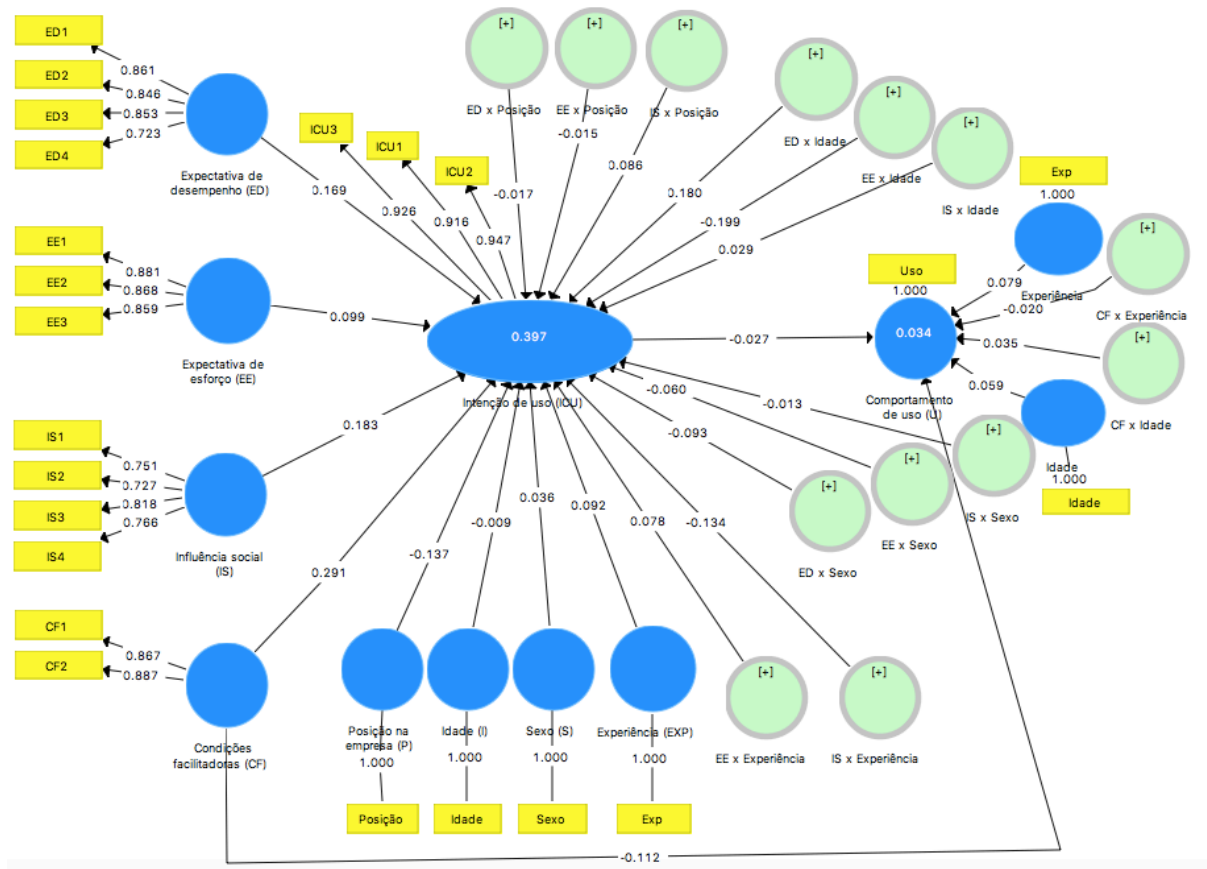 ED1
ED2
ED3
ED4
0.861
0.846
0.853
0.723
Expectativa de
desempenho (ED)
0.169
ICU3
ICU1
ICU2
0.926
0.916
0.947
[+]
ED x Posição
-0.017
[+]
EE x Posição
-0.015
[+]
IS x Posição
0.086
[+]
ED x Idade
0.180
[+]
EE x Idade
-0.199
[+]
IS x Idade
0.029
Exp
1.000
Experiência
0.079
[+]
CF x Experiência
-0.020
Uso
1.000
0.034
Comportamento
de uso (U)
[+]
CF x Idade
0.035
0.059
Idade
1.000
Idade
EE1
EE2
EE3
0.881
0.868
0.859
Expectativa de
esforço (EE)
0.099
0.397
Intenção de uso (ICU)
-0.027
IS1
IS2
IS3
IS4
0.751
0.727
0.818
0.766
Influência social
(IS)
0.183
-0.013
[+]
IS x Sexo
-0.060
[+]
EE x Sexo
-0.093
[+]
ED x Sexo
CF1
CF2
0.867
0.887
Condições
facilitadoras (CF)
0.291
-0.137
-0.009
0.036
0.092
0.078
-0.134
Posição na
empresa (P)
1.000
Posição
Idade (I)
1.000
Idade
Sexo (S)
1.000
Sexo
Experiência (EXP)
1.000
Exp
[+]
EE x Experiência
[+]
IS x Experiência
-0.112